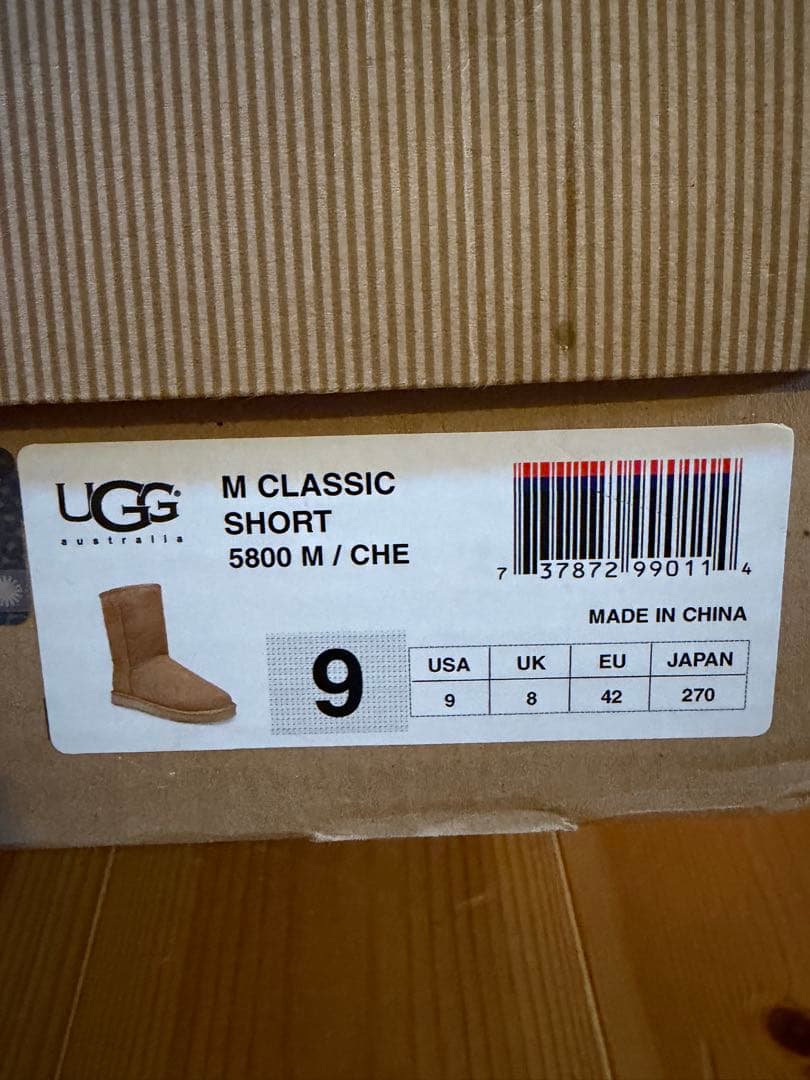 UGG
australia
M CLASSIC
SHORT
5800 M / CHE
7 37872 99011 4
MADE IN CHINA
9
USA UK EU JAPAN
9 8 42 270